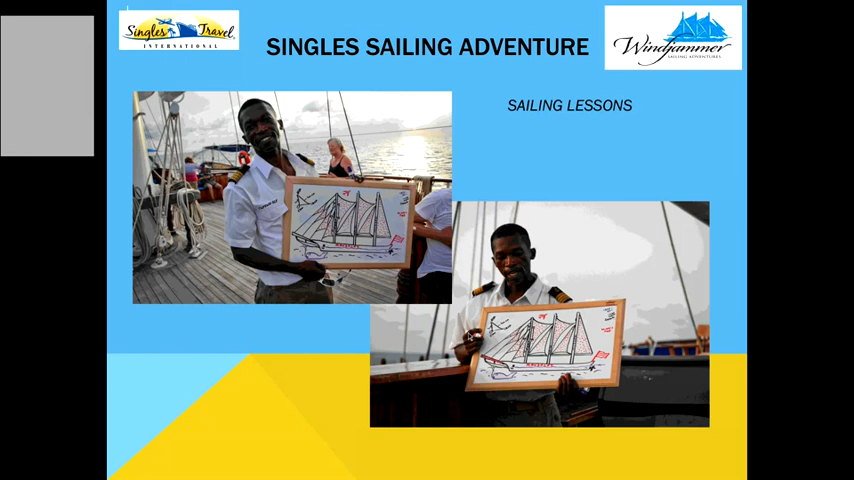 Singles Travel
INTERNATIONAL
SINGLES SAILING ADVENTURE
Windjammer
SAILING ADVENTURES
SAILING LESSONS